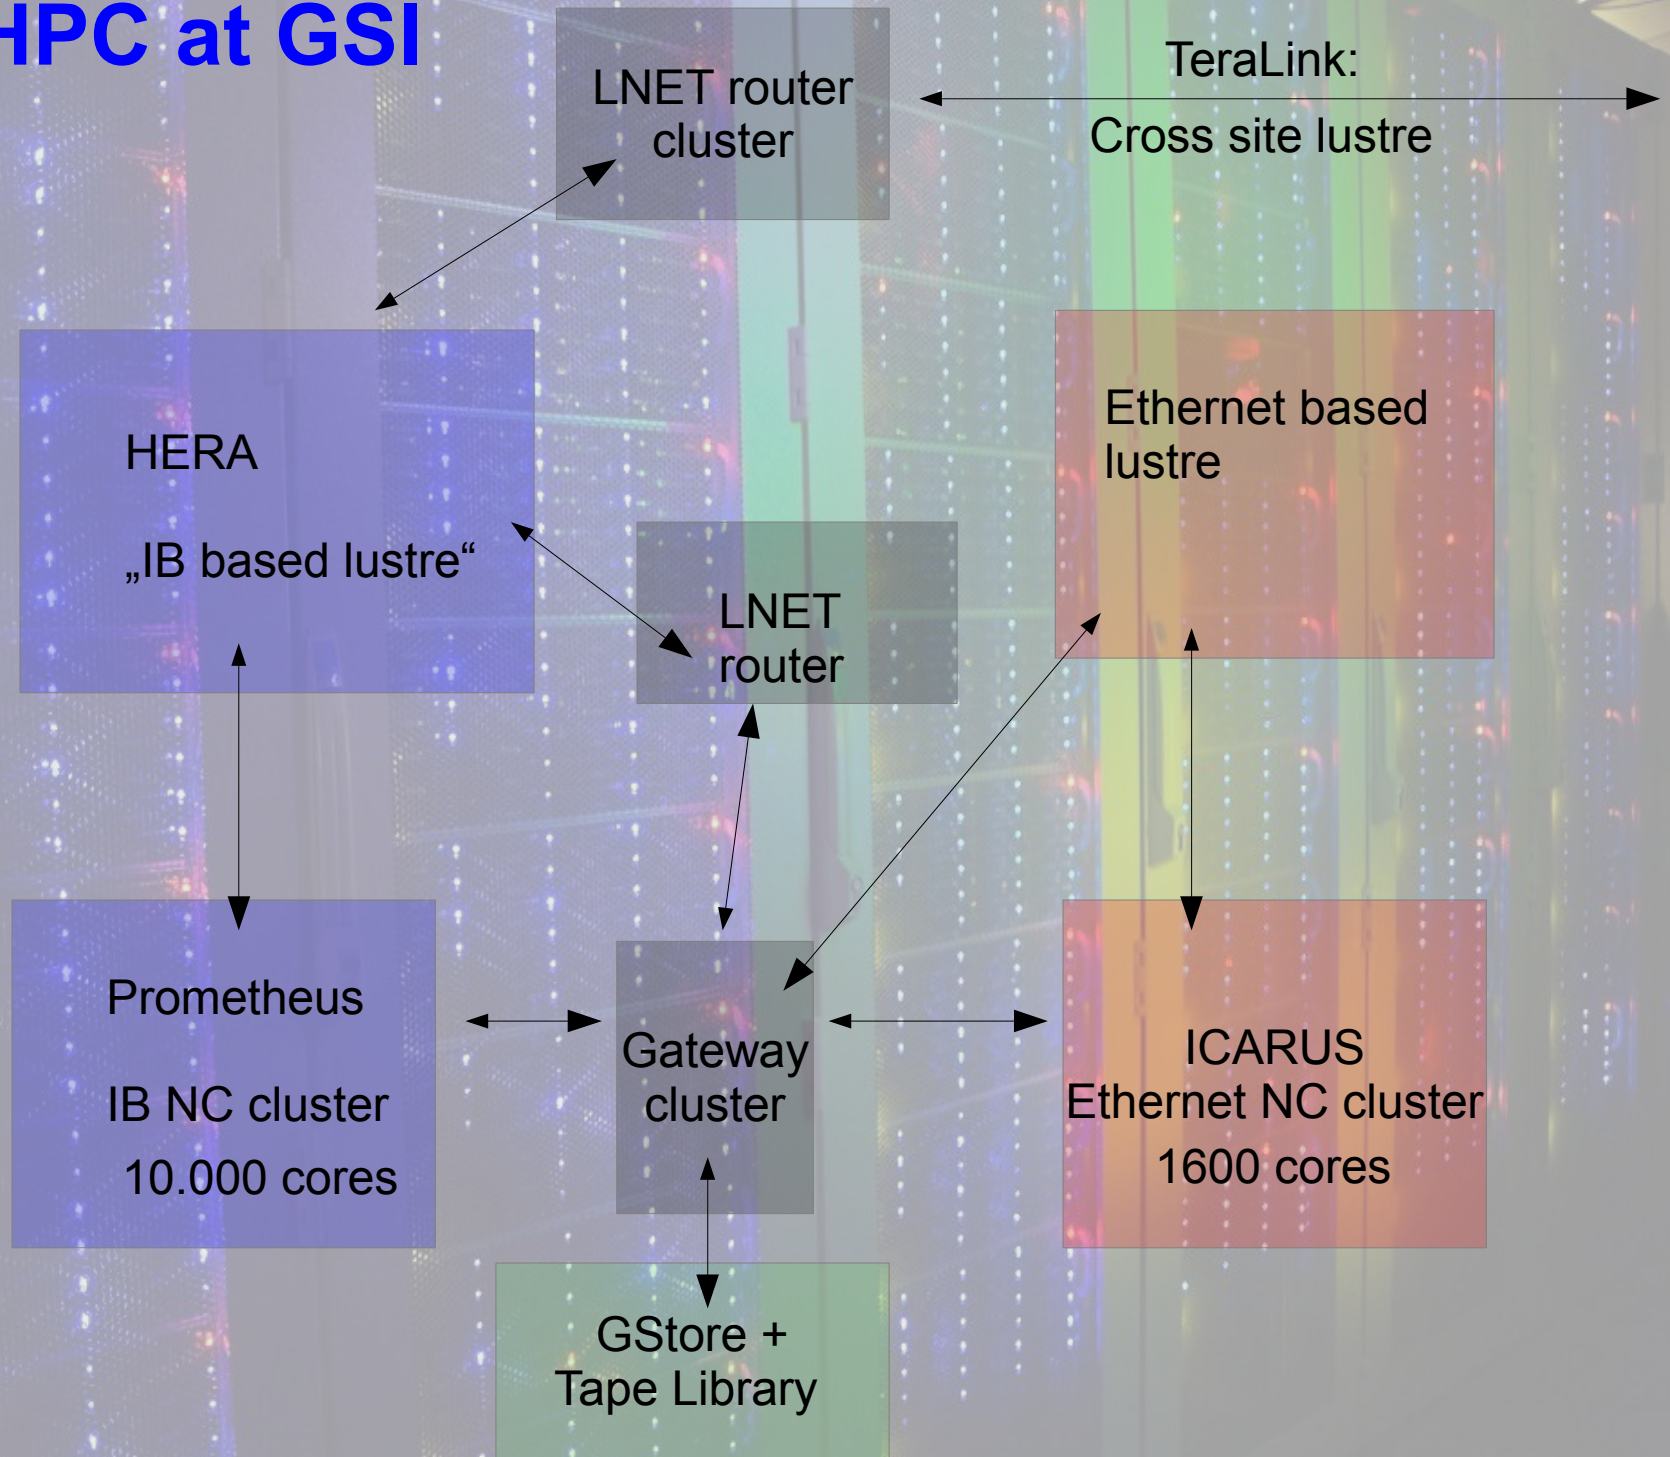 HPC at GSI
LNET router
cluster
TeraLink:
Cross site lustre
HERA
„IB based lustre“
Ethernet based
lustre
LNET
router
Prometheus
IB NC cluster
10.000 cores
Gateway
cluster
ICARUS
Ethernet NC cluster
1600 cores
GStore +
Tape Library